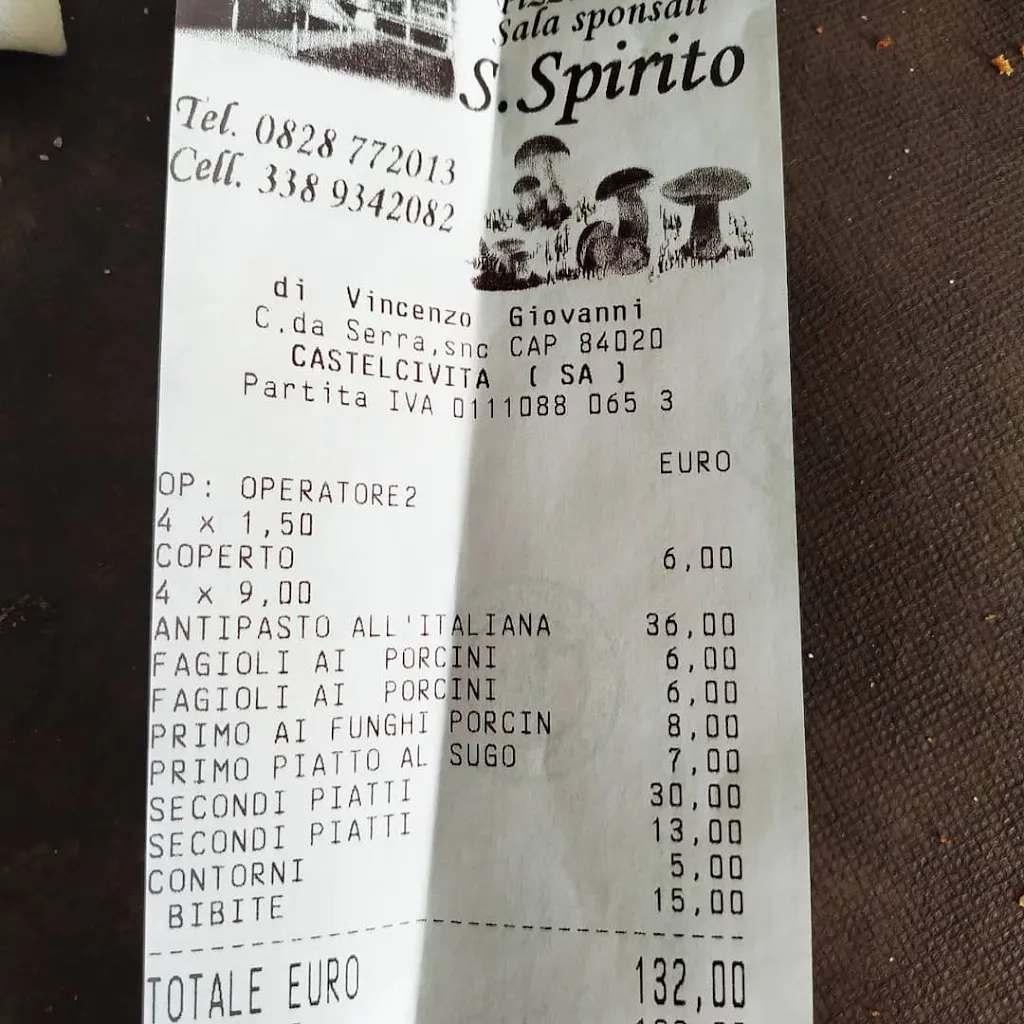 Sala sponsali
S.Spirito
Tel. 0828 772013
Cell. 338 9342082
di Vincenzo Giovanni
C.da Serra,snc CAP 84020
CASTELCIVITA ( SA )
Partita IVA 0111088 065 3
EURO
OP: OPERATORE2
4 x 1,50
COPERTO 6,00
4 x 9,00
ANTIPASTO ALL'ITALIANA 36,00
FAGIOLI AI PORCINI 6,00
FAGIOLI AI PORCINI 6,00
PRIMO AI FUNGHI PORCIN 8,00
PRIMO PIATTO AL SUGO 7,00
SECONDI PIATTI 30,00
SECONDI PIATTI 13,00
CONTORNI 5,00
BIBITE 15,00
TOTALE EURO 132,00